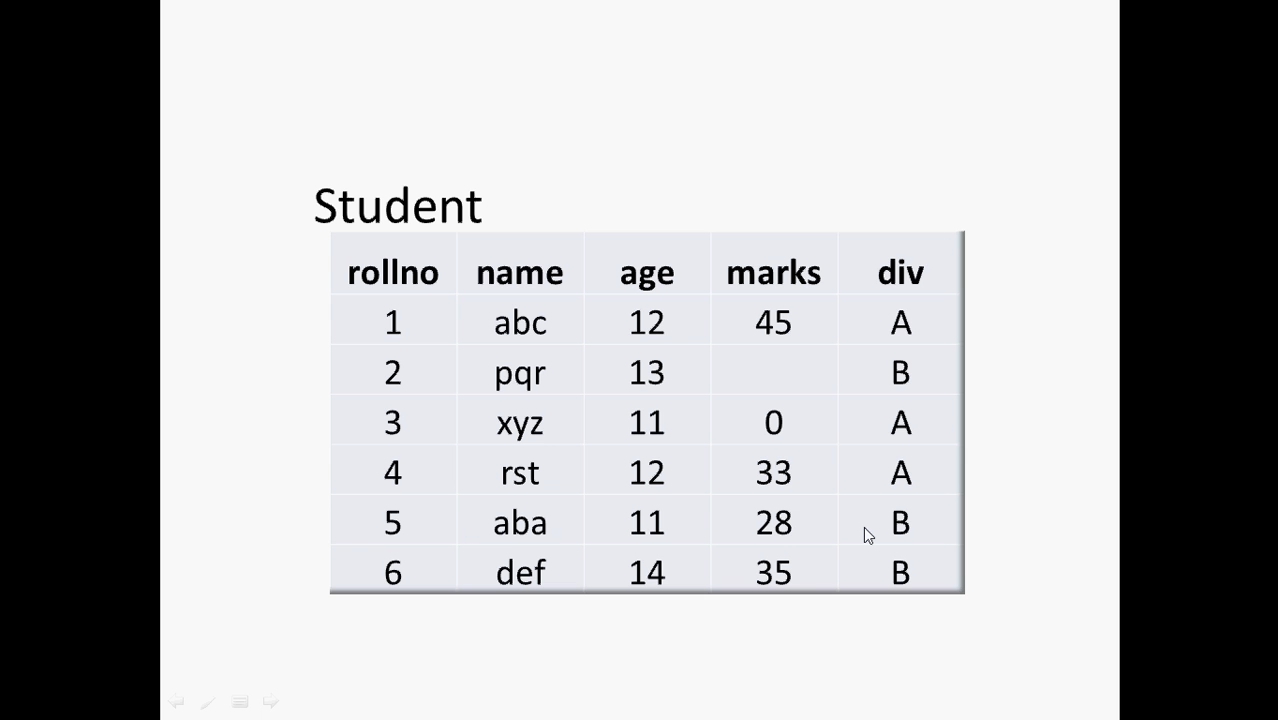 Student
rollno name age marks div
1 abc 12 45 A
2 pqr 13 B
3 xyz 11 0 A
4 rst 12 33 A
5 aba 11 28 B
6 def 14 35 B